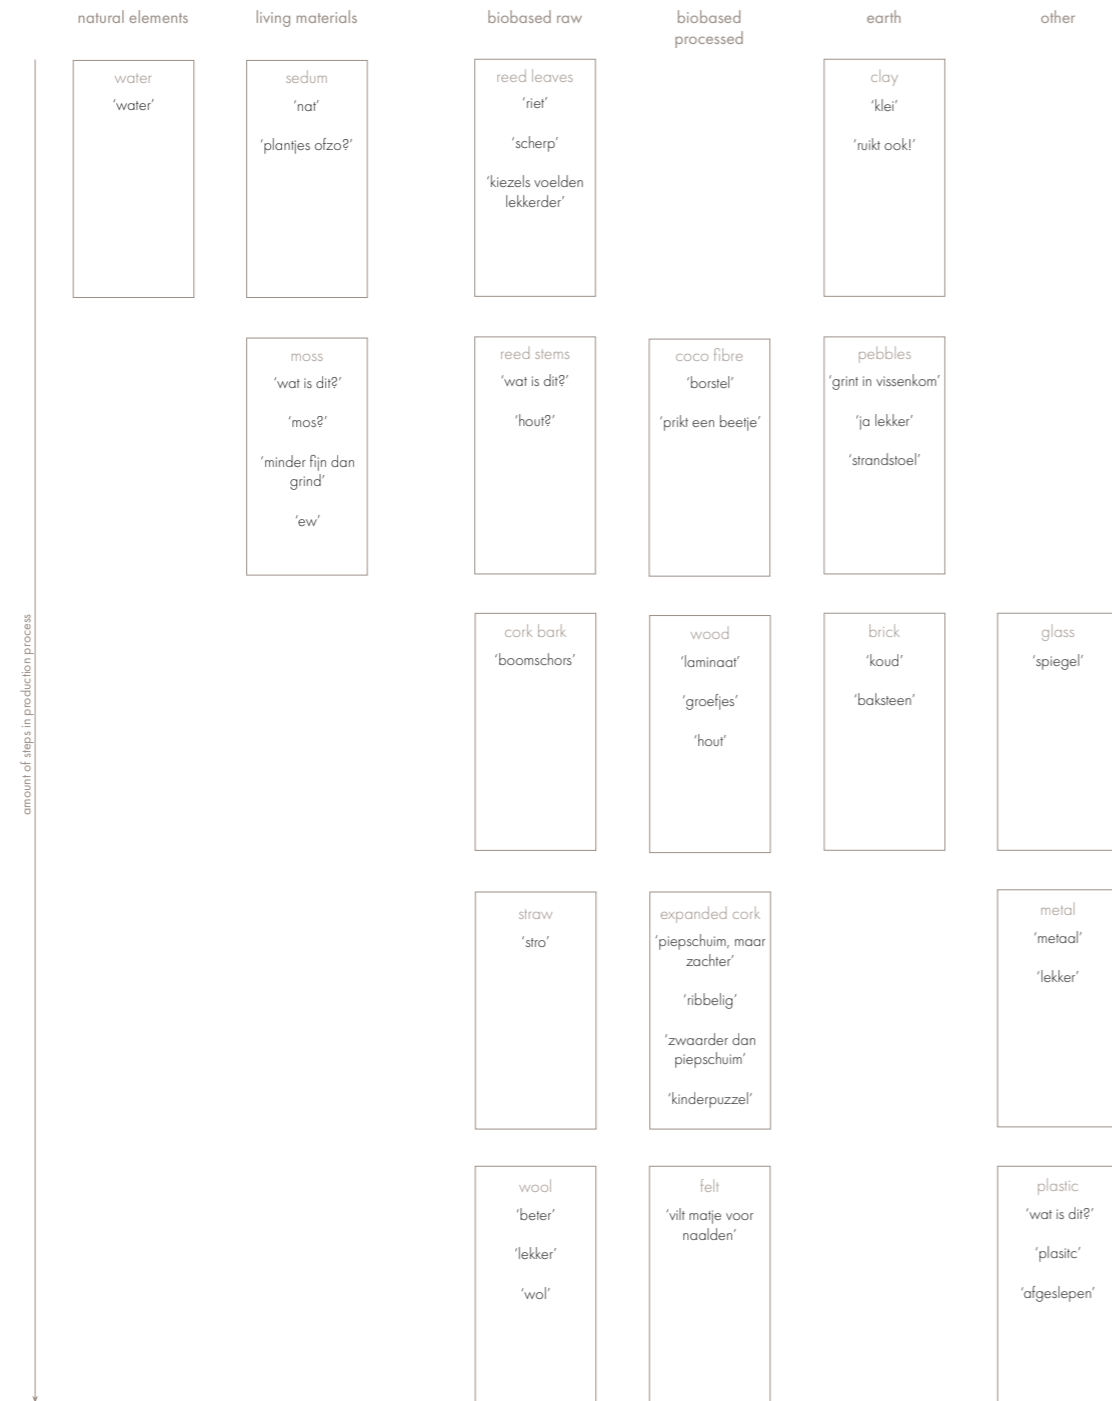 natural elements
living materials
biobased raw
biobased
processed
earth
other
amount of steps in production process
water
'water'
sedum
'nat'
'plantjes ofzo?'
reed leaves
'riet'
'scherp'
'kiezels voelden
lekkerder'
clay
'klei'
'ruikt ook!'
moss
'wat is dit?'
'mos?'
'minder fijn dan
grind'
'ew'
reed stems
'wat is dit?'
'hout?'
coco fibre
'borstel'
'prikt een beetje'
pebbles
'grint in vissenkom'
'ja lekker'
'strandstoel'
cork bark
'boomschors'
wood
'laminaat'
'groefjes'
'hout'
brick
'koud'
'baksteen'
glass
'spiegel'
straw
'stro'
expanded cork
'piepschuim, maar
zachter'
'ribbelig'
'zwaarder dan
piepschuim'
'kinderpuzzel'
metal
'metaal'
'lekker'
wool
'beter'
'lekker'
'wol'
felt
'vilt matje voor
naalden'
plastic
'wat is dit?'
'plasitc'
'afgeslepen'